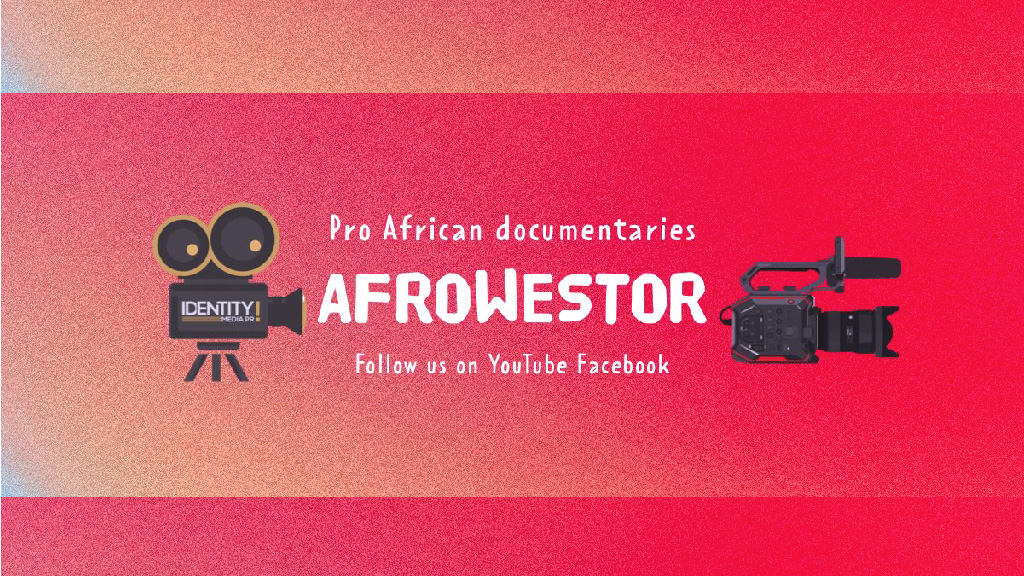 Pro African documentaries
IDENTITY!
MEDIA PR
AFROWESTOR
Follow us on YouTube Facebook